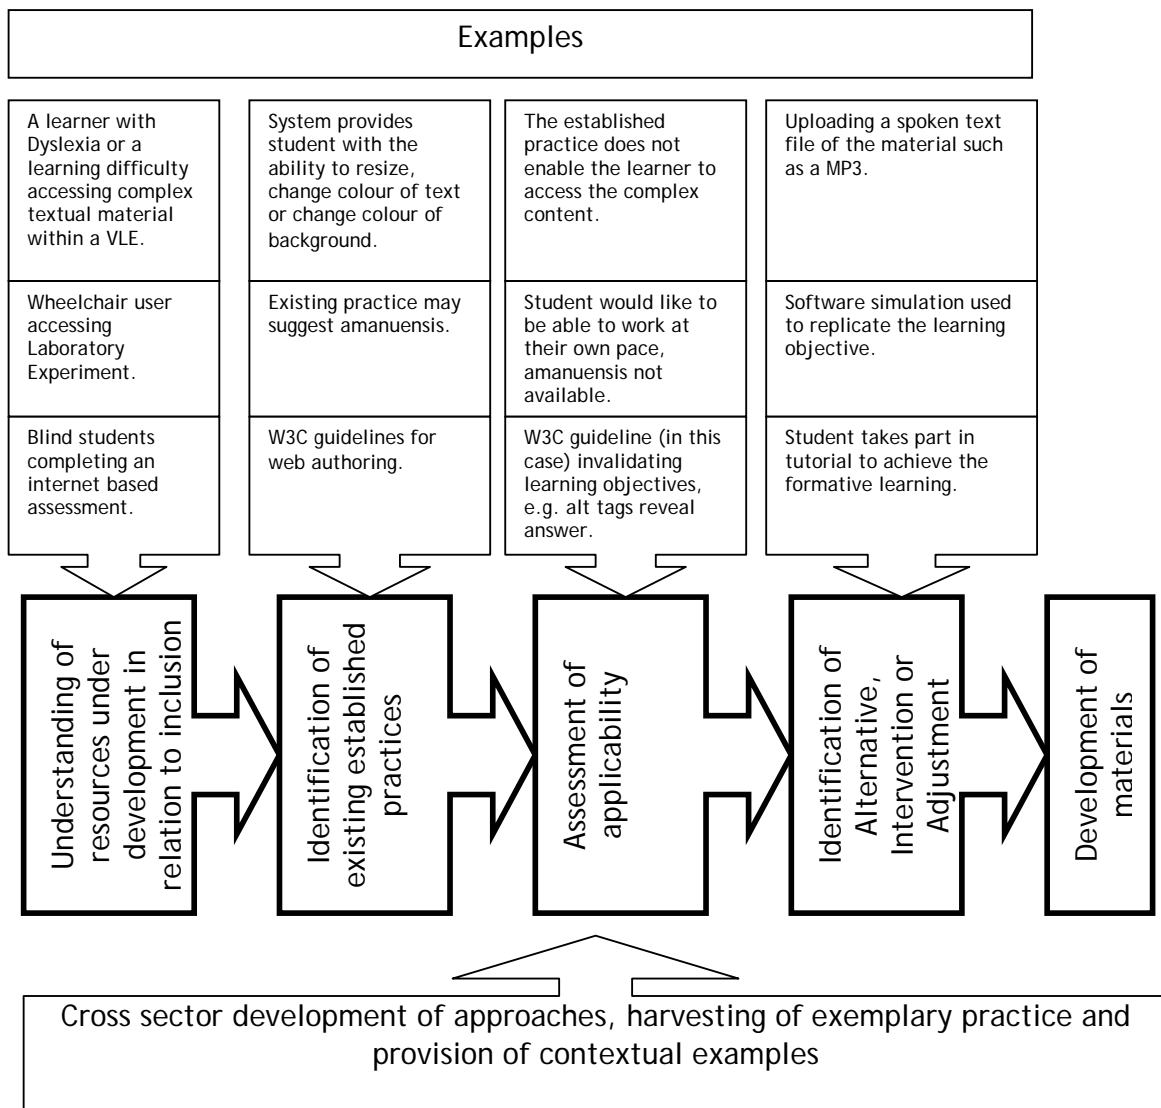 Examples
A learner with
Dyslexia or a
learning difficulty
accessing complex
textual material
within a VLE.
Wheelchair user
accessing
Laboratory
Experiment.
Blind students
completing an
internet based
assessment.
System provides
student with the
ability to resize,
change colour of text
or change colour of
background.
Existing practice may
suggest amanuensis.
W3C guidelines for
web authoring.
The established
practice does not
enable the learner to
access the complex
content.
Student would like to
be able to work at
their own pace,
amanuensis not
available.
W3C guideline (in this
case) invalidating
learning objectives,
e.g. alt tags reveal
answer.
Uploading a spoken text
file of the material such
as a MP3.
Software simulation used
to replicate the learning
objective.
Student takes part in
tutorial to achieve the
formative learning.
Understanding of
resources under
development in
relation to inclusion
Identification of
existing established
practices
Assessment of
applicability
Identification of
Alternative,
Intervention or
Adjustment
Development of
materials
Cross sector development of approaches, harvesting of exemplary practice and
provision of contextual examples